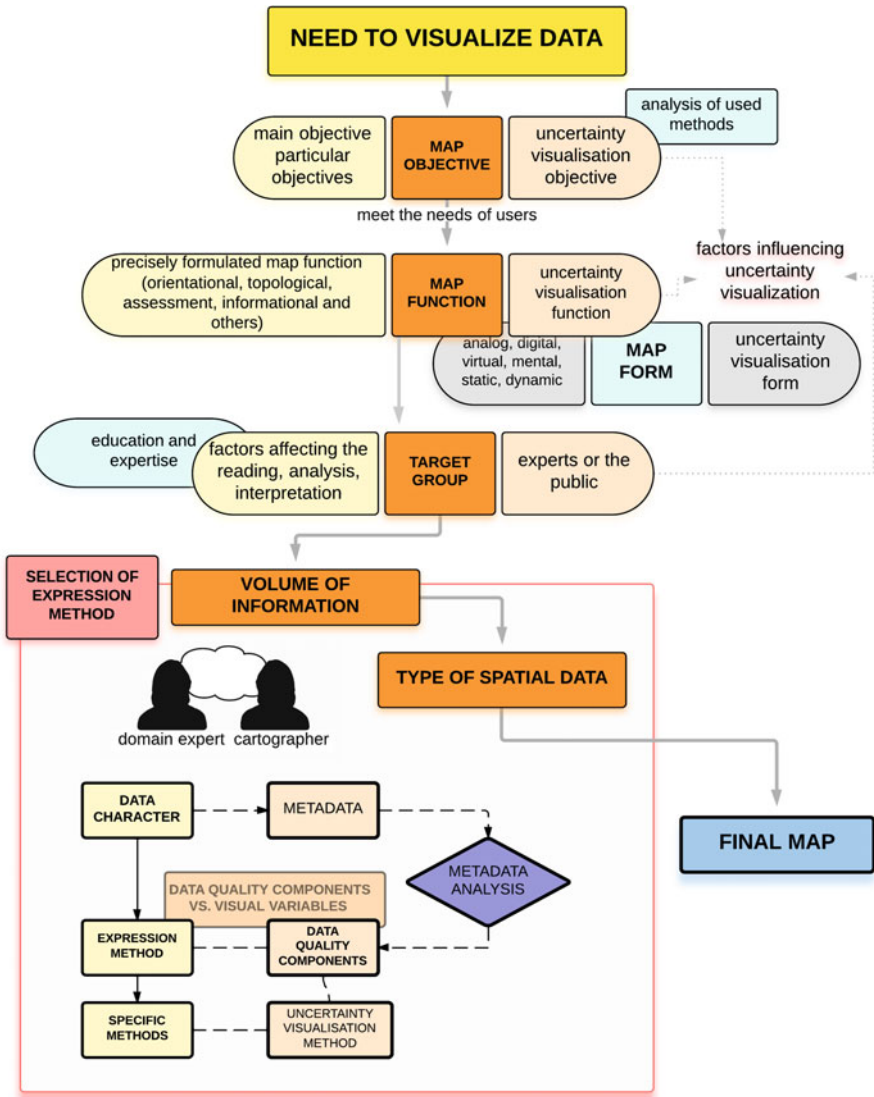 NEED TO VISUALIZE DATA
analysis of used
methods
main objective
particular
objectives
MAP
OBJECTIVE
uncertainty
visualisation
objective
meet the needs of users
factors influencing
uncertainty
visualization
precisely formulated map function
(orientational, topological,
assessment, informational and
others)
MAP
FUNCTION
uncertainty
visualisation
function
analog, digital,
virtual, mental,
static, dynamic
MAP
FORM
uncertainty
visualisation
form
education and
expertise
factors affecting the
reading, analysis,
interpretation
TARGET
GROUP
experts or the
public
SELECTION OF
EXPRESSION
METHOD
VOLUME OF
INFORMATION
TYPE OF SPATIAL DATA
domain expert
cartographer
DATA
CHARACTER
METADATA
METADATA
ANALYSIS
FINAL MAP
DATA QUALITY COMPONENTS
VS. VISUAL VARIABLES
EXPRESSION
METHOD
DATA
QUALITY
COMPONENTS
SPECIFIC
METHODS
UNCERTAINTY
VISUALISATION
METHOD